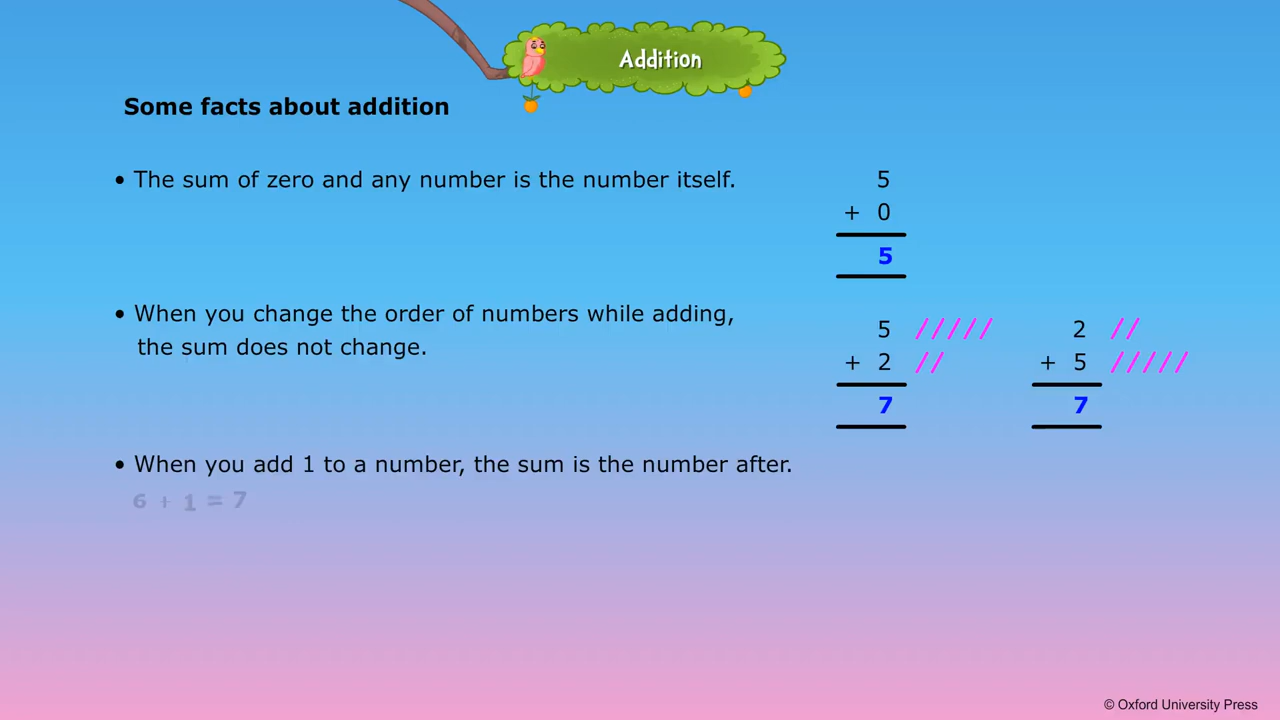 Addition
Some facts about addition
• The sum of zero and any number is the number itself.
5
+ 0
5
• When you change the order of numbers while adding,
the sum does not change.
5 /////
+ 2 //
7
2 //
+ 5 /////
7
• When you add 1 to a number, the sum is the number after.
6 + 1 = 7
© Oxford University Press